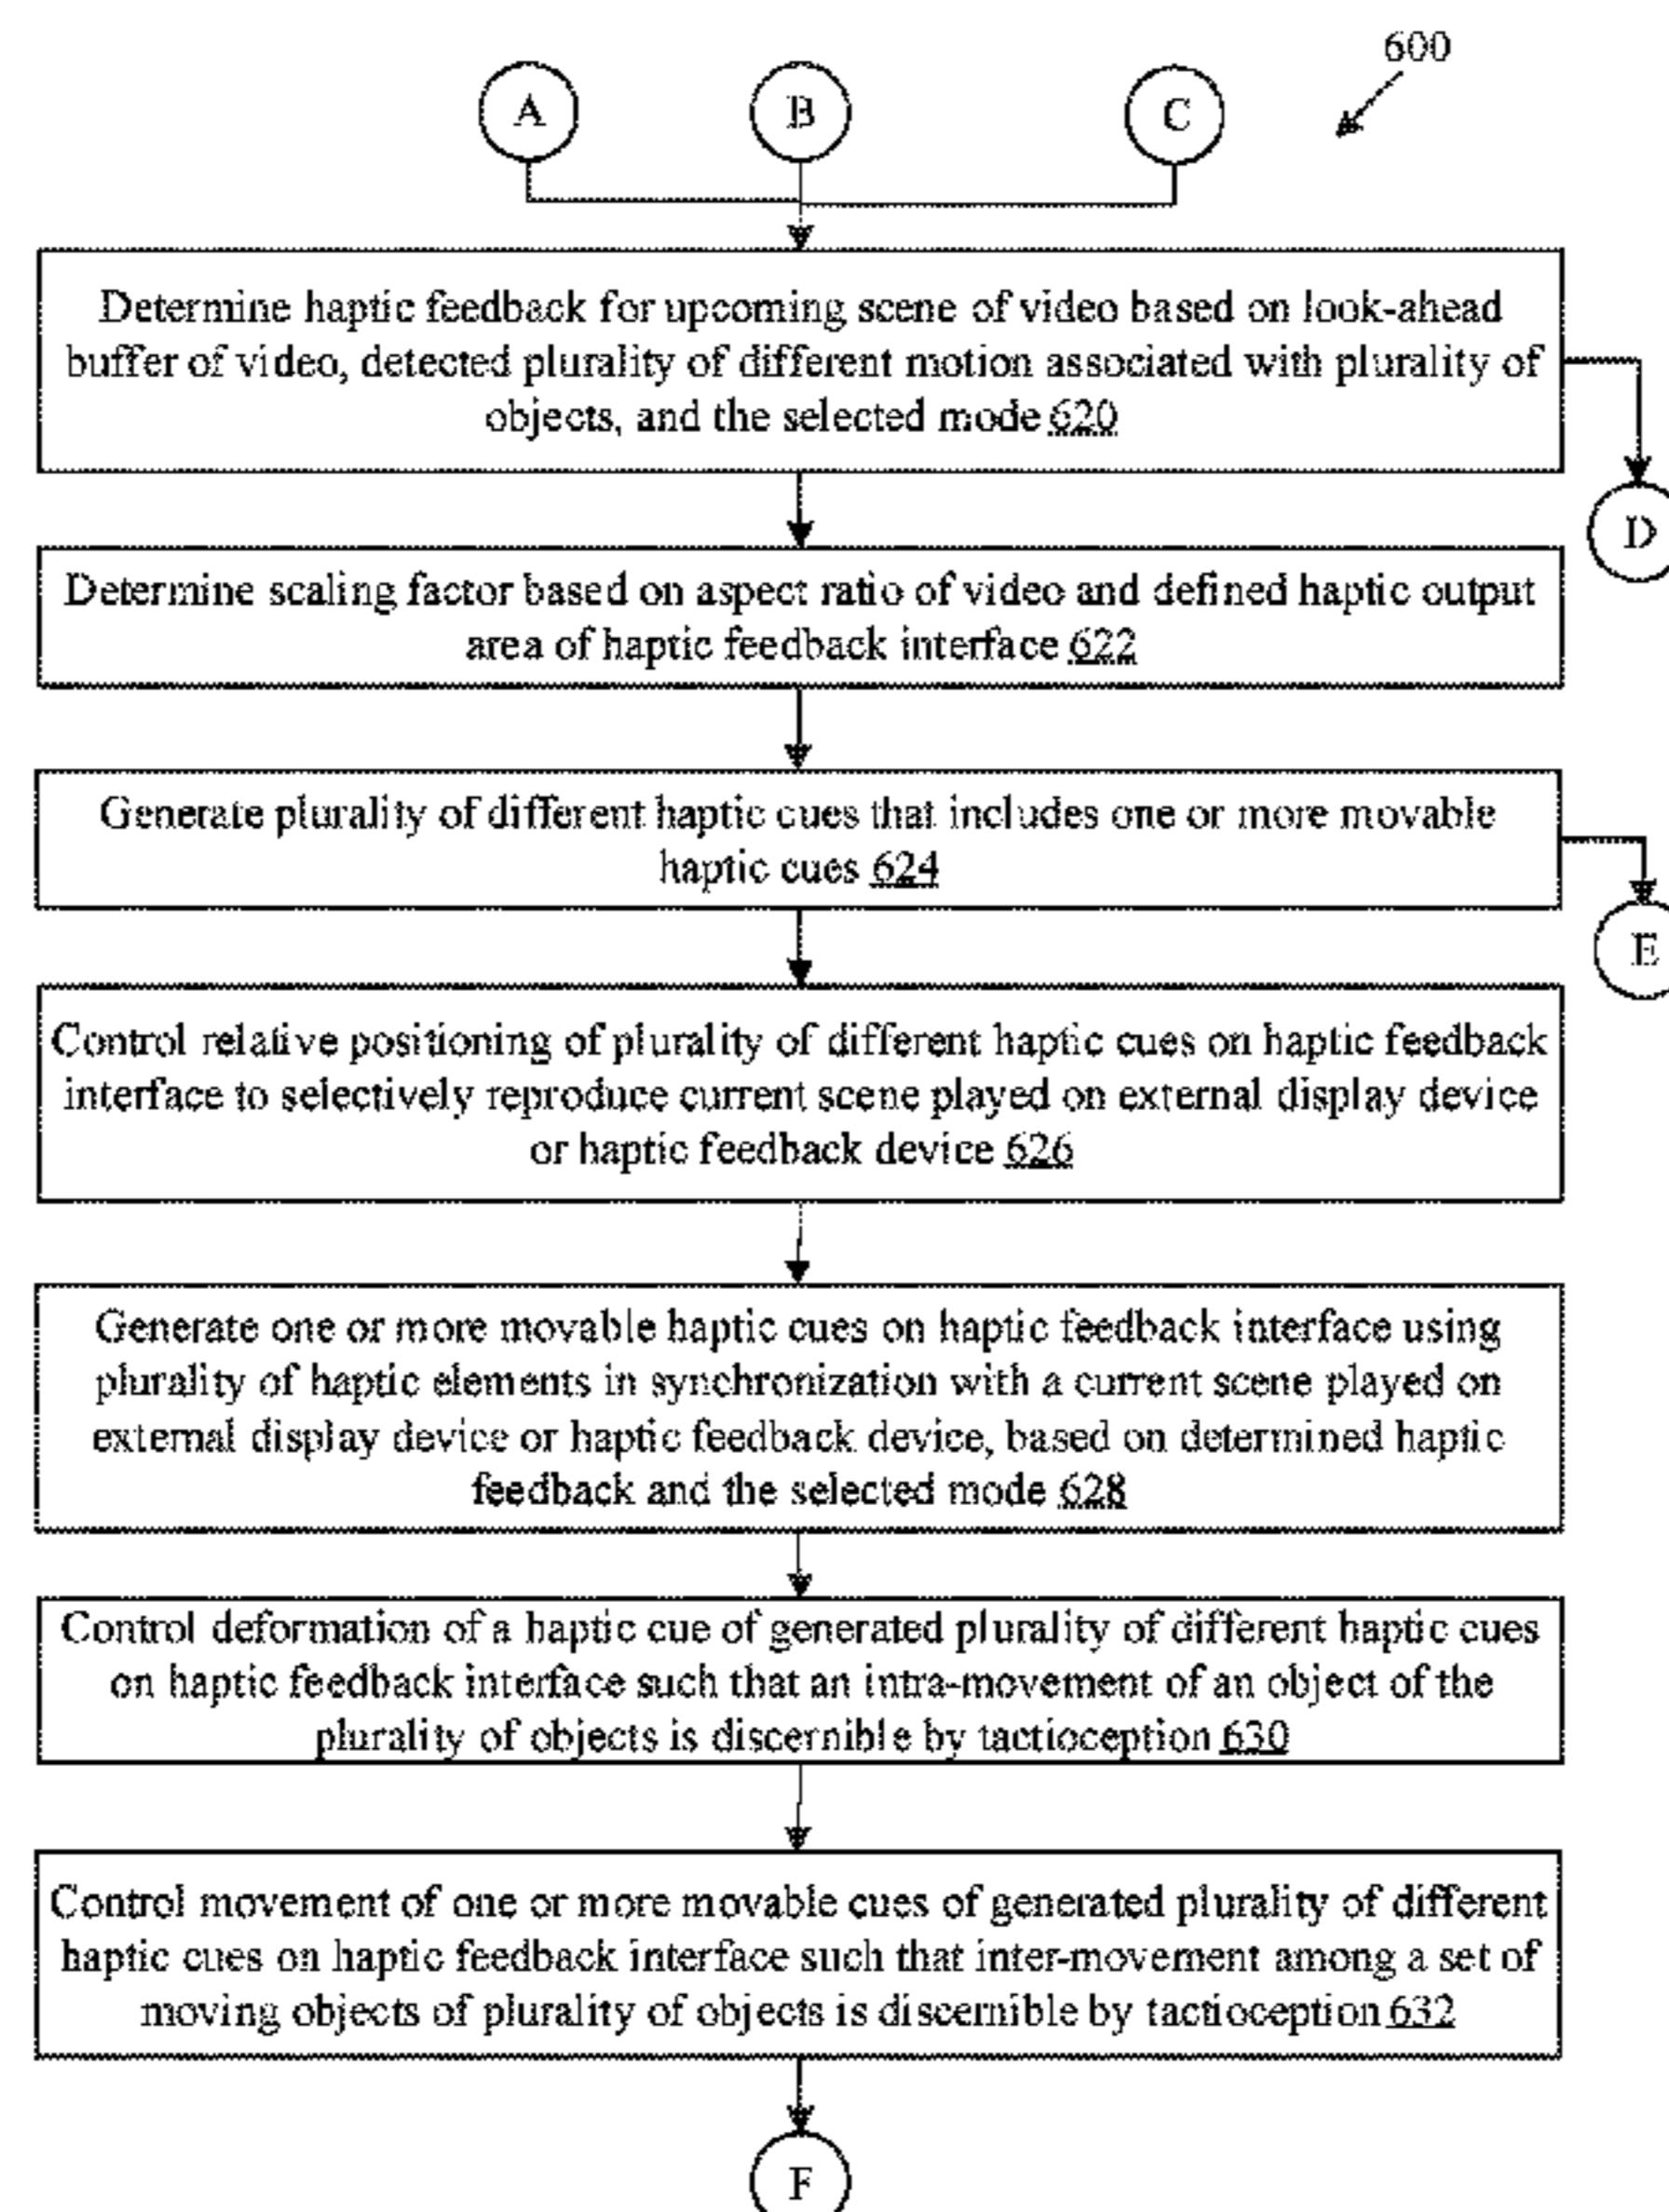 600
A
B
C
Determine haptic feedback for upcoming scene of video based on look-ahead
buffer of video, detected plurality of different motion associated with plurality of
objects, and the selected mode 620
D
Determine scaling factor based on aspect ratio of video and defined haptic output
area of haptic feedback interface 622
Generate plurality of different haptic cues that includes one or more movable
haptic cues 624
E
Control relative positioning of plurality of different haptic cues on haptic feedback
interface to selectively reproduce current scene played on external display device
or haptic feedback device 626
Generate one or more movable haptic cues on haptic feedback interface using
plurality of haptic elements in synchronization with a current scene played on
external display device or haptic feedback device, based on determined haptic
feedback and the selected mode 628
Control deformation of a haptic cue of generated plurality of different haptic cues
on haptic feedback interface such that an intra-movement of an object of the
plurality of objects is discernible by tactioception 630
Control movement of one or more movable cues of generated plurality of different
haptic cues on haptic feedback interface such that inter-movement among a set of
moving objects of plurality of objects is discernible by tactioception 632
F